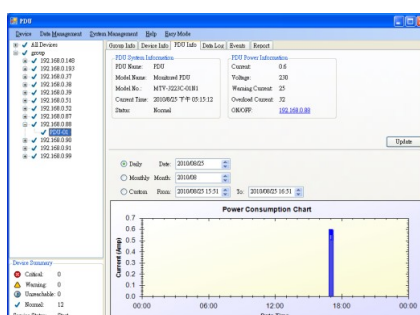 PDU
Device Data Management System Management Help Easy Mode
All Devices
group
192.168.0.148
192.168.0.193
192.168.0.37
192.168.0.38
192.168.0.39
192.168.0.51
192.168.0.52
192.168.0.87
192.168.0.88
PDU-01
192.168.0.90
192.168.0.91
192.168.0.99
Device Summary
Critical: 0
Warning: 0
Unreachable: 0
Normal: 12
Group Info Device Info PDU Info Data Log Events Report
PDU System Information
PDU Name: PDU
Model Name: Monitored PDU
Model No.: MTV-J223C-01N1
Current Time: 2010/08/25 下午 05:15:12
Status: Normal
PDU Power Information
Current: 0.6
Voltage: 230
Warning Current: 25
Overload Current: 32
ON/OFF: 192.168.0.88
Update
Daily Date: 2010/08/25
Monthly Month: 2010/08
Custom From: 2010/08/25 15:51 To: 2010/08/25 16:51
Power Consumption Chart
Current (Amp)
0.7
0.6
0.5
0.4
0.3
0.2
0.1
0.0
00:00 06:00 12:00 18:00 00:00